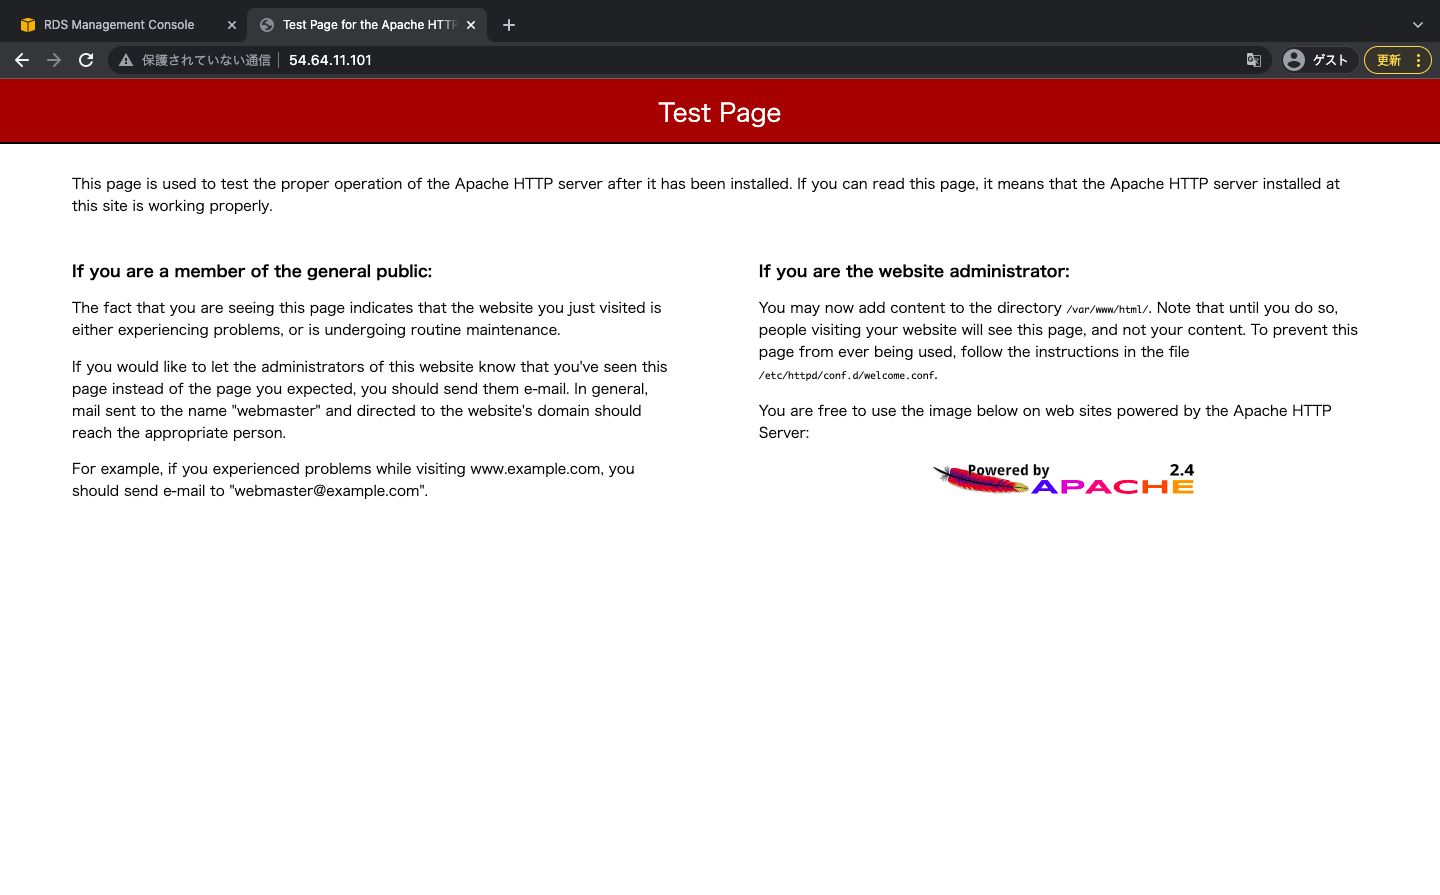 RDS Management Console
Test Page for the Apache HTTP
保護されていない通信
54.64.11.101
ゲスト
更新
Test Page
This page is used to test the proper operation of the Apache HTTP server after it has been installed. If you can read this page, it means that the Apache HTTP server installed at
this site is working properly.
If you are a member of the general public:
The fact that you are seeing this page indicates that the website you just visited is
either experiencing problems, or is undergoing routine maintenance.
If you would like to let the administrators of this website know that you've seen this
page instead of the page you expected, you should send them e-mail. In general,
mail sent to the name "webmaster" and directed to the website's domain should
reach the appropriate person.
For example, if you experienced problems while visiting www.example.com, you
should send e-mail to "webmaster@example.com".
If you are the website administrator:
You may now add content to the directory /var/www/html/. Note that until you do so,
people visiting your website will see this page, and not your content. To prevent this
page from ever being used, follow the instructions in the file
/etc/httpd/conf.d/welcome.conf.
You are free to use the image below on web sites powered by the Apache HTTP
Server:
Powered by 2.4
APACHE